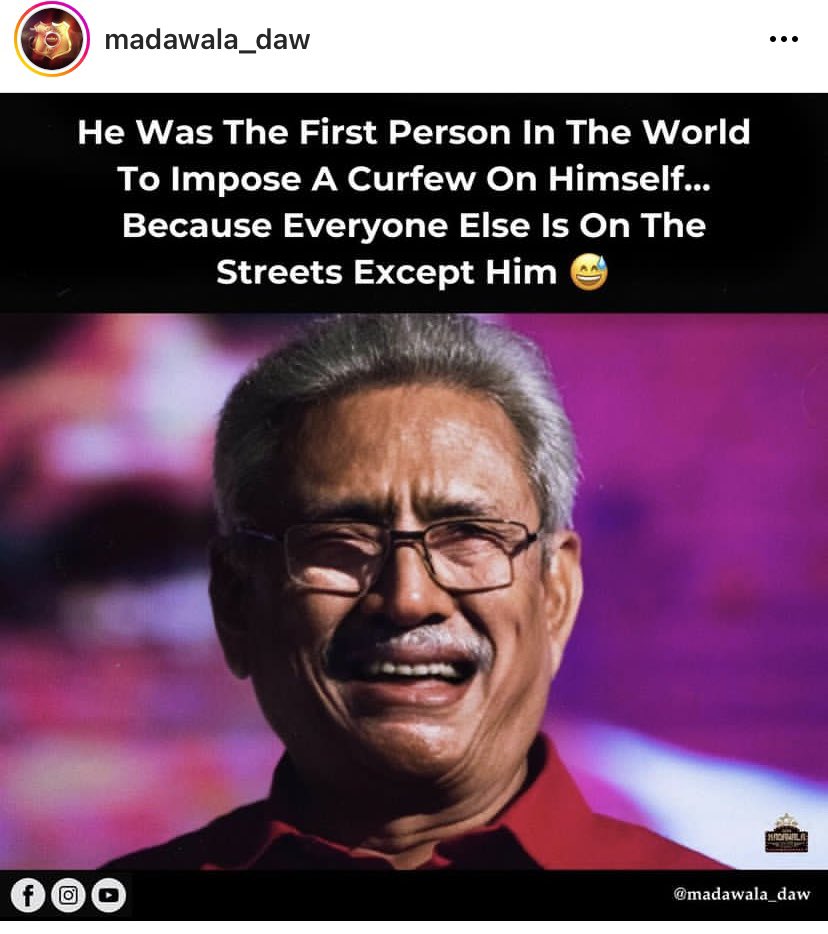 madawala_daw
He Was The First Person In The World
To Impose A Curfew On Himself...
Because Everyone Else Is On The
Streets Except Him 😅
MADAWALA
@madawala_daw